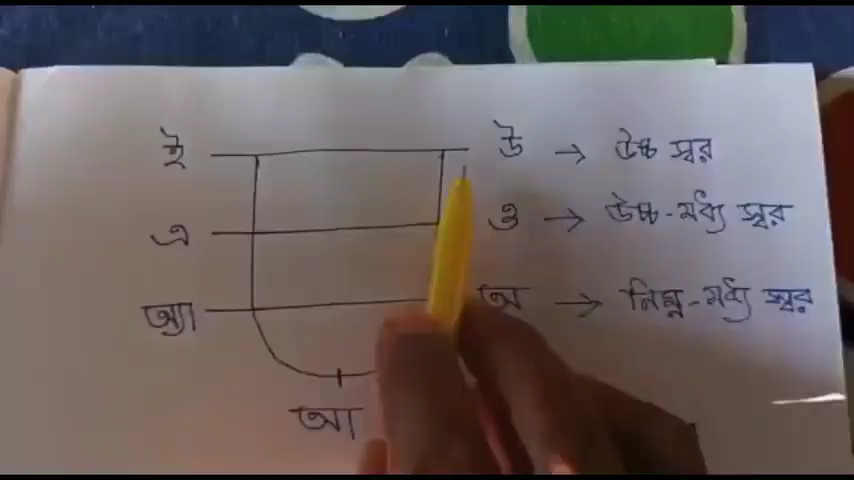 ই উ → উচ্চ স্বর
এ ও → উচ্চ-মধ্য স্বর
অ্যা অ → নিম্ন-মধ্য স্বর
আ